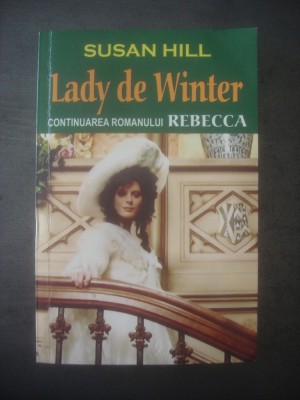 SUSAN HILL
Lady de Winter
CONTINUAREA ROMANULUI REBECCA